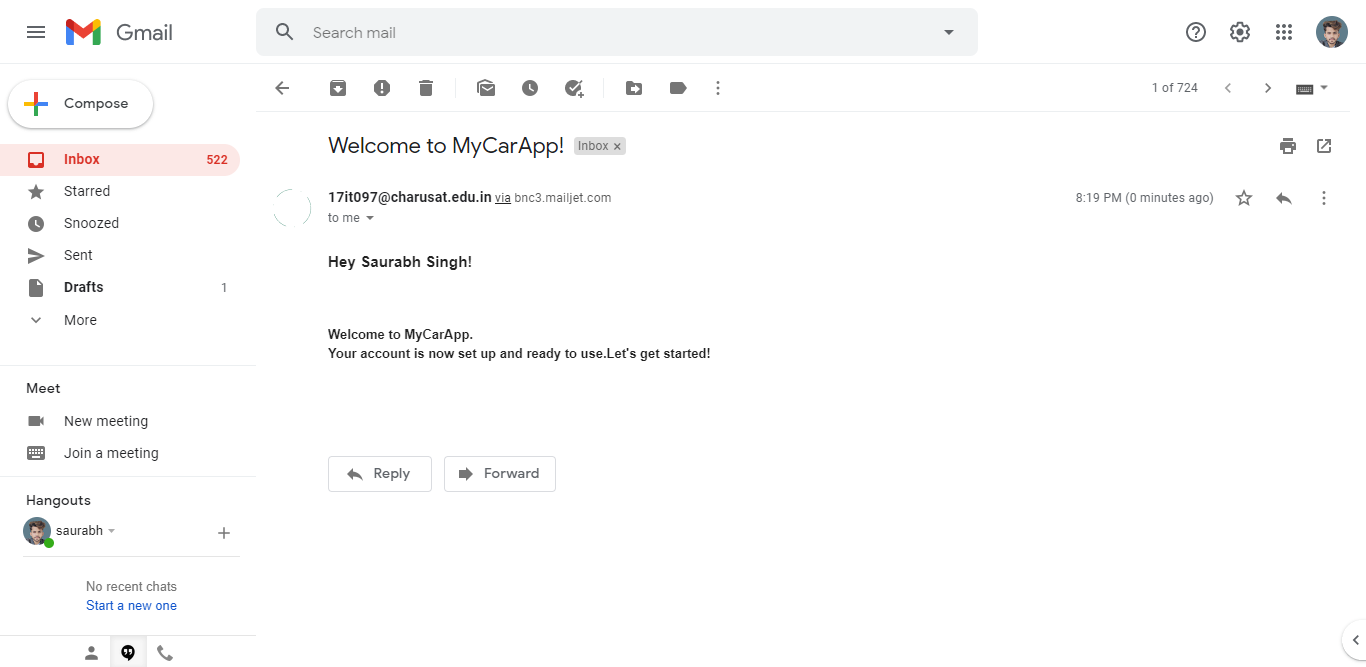 Gmail
Search mail
Compose
1 of 724
Inbox 522
Starred
Snoozed
Sent
Drafts 1
More
Meet
New meeting
Join a meeting
Hangouts
saurabh
No recent chats
Start a new one
Welcome to MyCarApp! Inbox x
17it097@charusat.edu.in via bnc3.mailjet.com 8:19 PM (0 minutes ago)
to me
Hey Saurabh Singh!
Welcome to MyCarApp.
Your account is now set up and ready to use.Let's get started!
Reply Forward